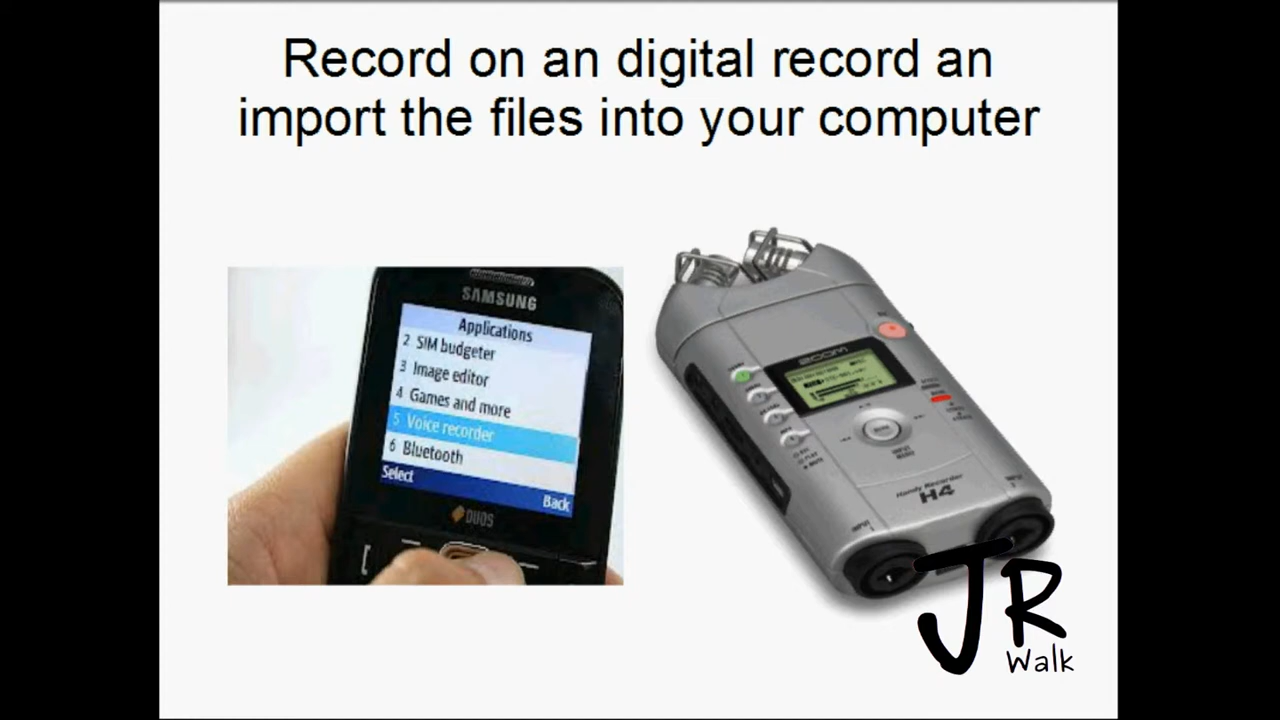 Record on an digital record an
import the files into your computer
SAMSUNG
Applications
2 SIM budgeter
3 Image editor
4 Games and more
5 Voice recorder
6 Bluetooth
Select
Back
DUOS
ZOOM
Handy Recorder
H4
INPUT
INPUT
JR
Walk